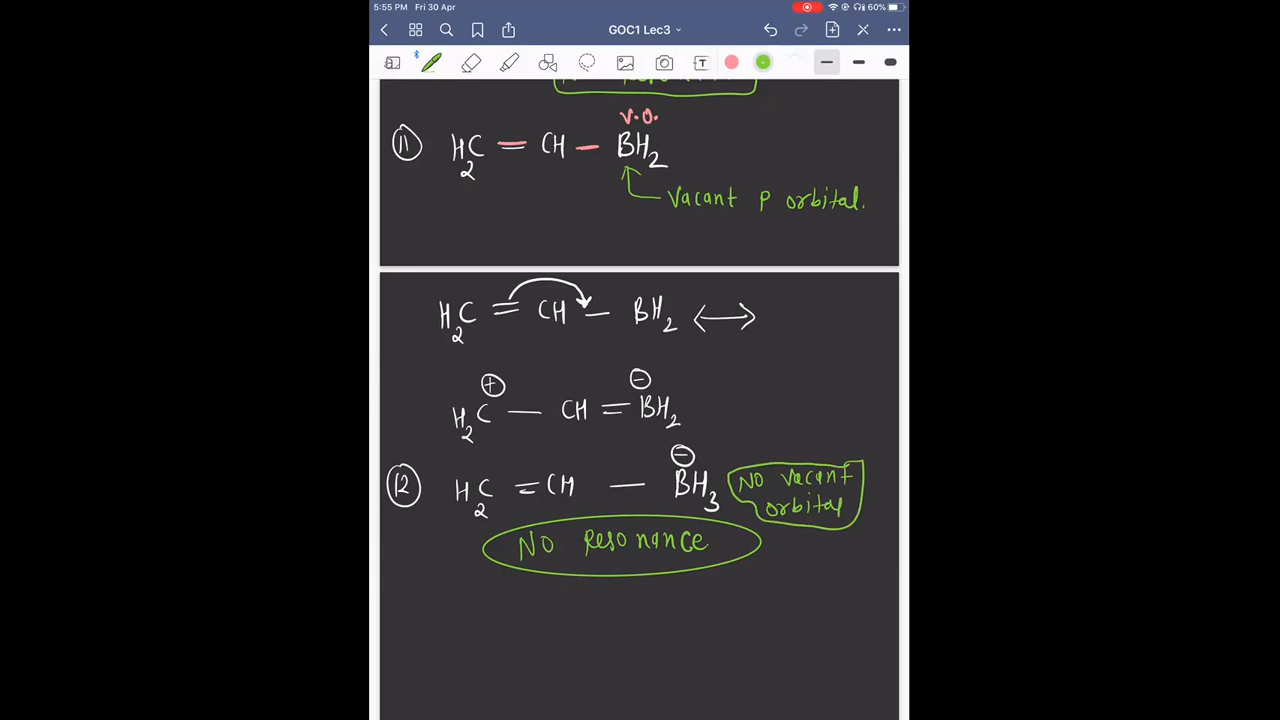 5:55 PM Fri 30 Apr 60%
GOC1 Lec3
V.O.
11 H2C = CH - BH2
Vacant p orbital.
H2C = CH - BH2 ⟷
⊕ ⊖
H2C - CH = BH2
⊖
12 H2C = CH - BH3 NO vacant
orbital
NO Resonance